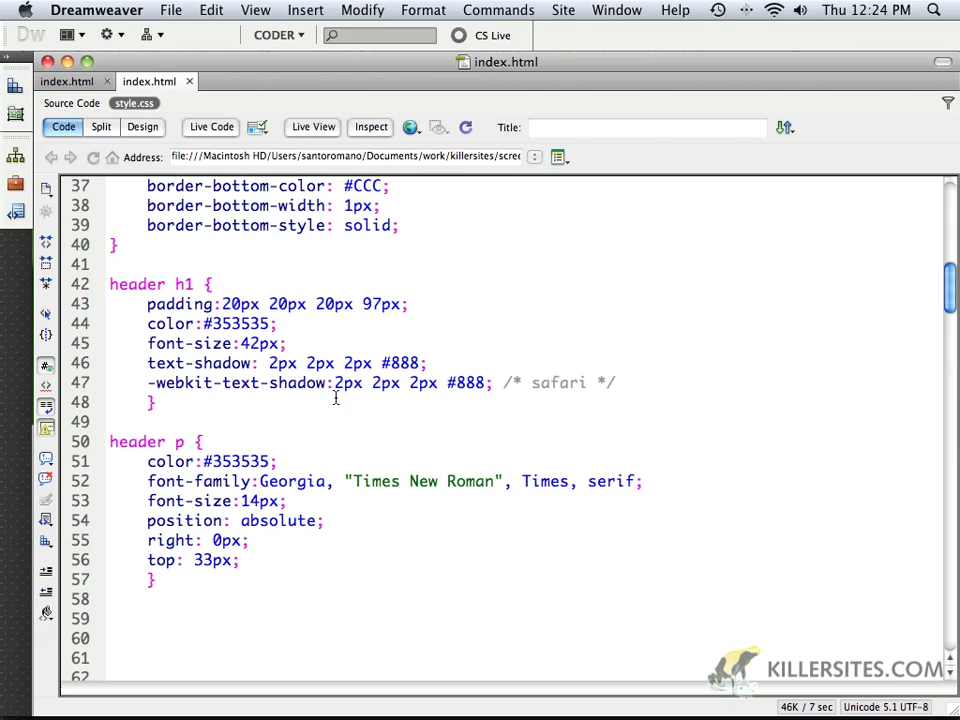 Dreamweaver File Edit View Insert Modify Format Commands Site Window Help Thu 12:24 PM
Dw CODER CS Live
index.html
index.html index.html
Source Code style.css
Code Split Design Live Code Live View Inspect Title:
Address: file:///Macintosh HD/Users/santoromano/Documents/work/killersites/scree
37 border-bottom-color: #CCC;
38 border-bottom-width: 1px;
39 border-bottom-style: solid;
40 }
41
42 header h1 {
43 padding:20px 20px 20px 97px;
44 color:#353535;
45 font-size:42px;
46 text-shadow: 2px 2px 2px #888;
47 -webkit-text-shadow:2px 2px 2px #888; /* safari */
48 }
49
50 header p {
51 color:#353535;
52 font-family:Georgia, "Times New Roman", Times, serif;
53 font-size:14px;
54 position: absolute;
55 right: 0px;
56 top: 33px;
57 }
58
59
60
61
62
KILLERSITES.COM
46K / 7 sec Unicode 5.1 UTF-8